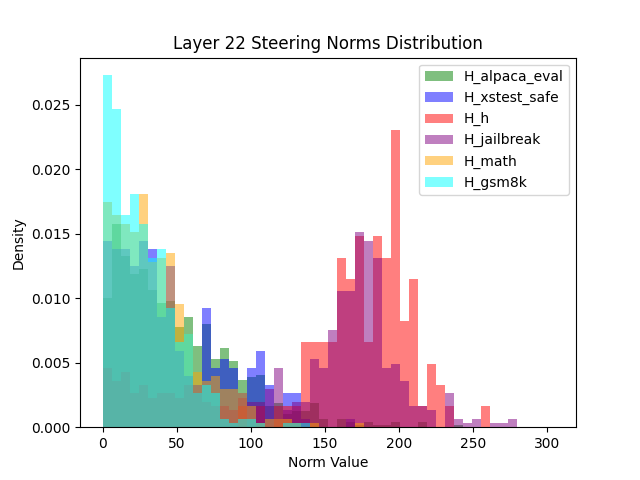 Layer 22 Steering Norms Distribution
H_alpaca_eval
H_xstest_safe
H_h
H_jailbreak
H_math
H_gsm8k
Density
0.025
0.020
0.015
0.010
0.005
0.000
0 50 100 150 200 250 300
Norm Value